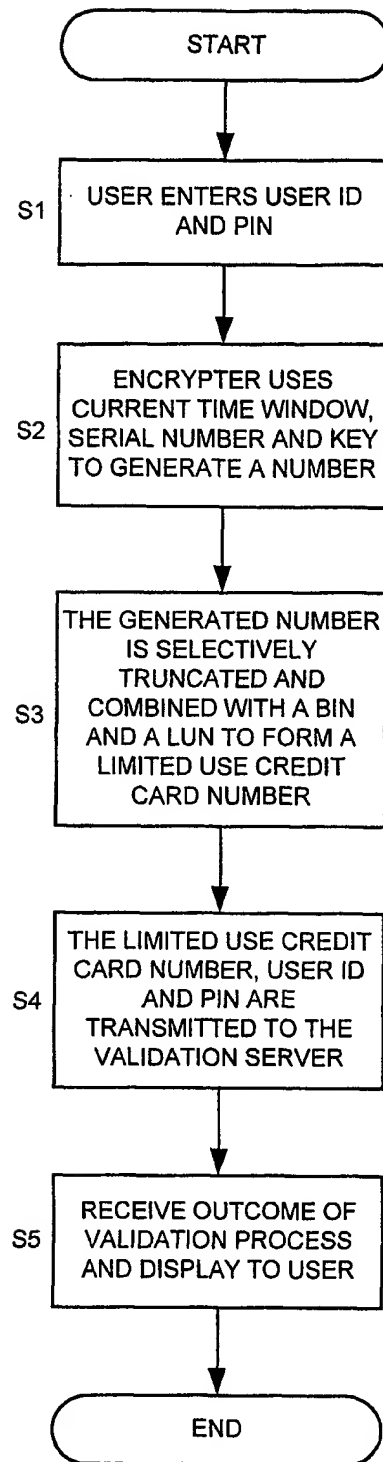 START
S1
USER ENTERS USER ID
AND PIN
S2
ENCRYPTER USES
CURRENT TIME WINDOW,
SERIAL NUMBER AND KEY
TO GENERATE A NUMBER
S3
THE GENERATED NUMBER
IS SELECTIVELY
TRUNCATED AND
COMBINED WITH A BIN
AND A LUN TO FORM A
LIMITED USE CREDIT
CARD NUMBER
S4
THE LIMITED USE CREDIT
CARD NUMBER, USER ID
AND PIN ARE
TRANSMITTED TO THE
VALIDATION SERVER
S5
RECEIVE OUTCOME OF
VALIDATION PROCESS
AND DISPLAY TO USER
END